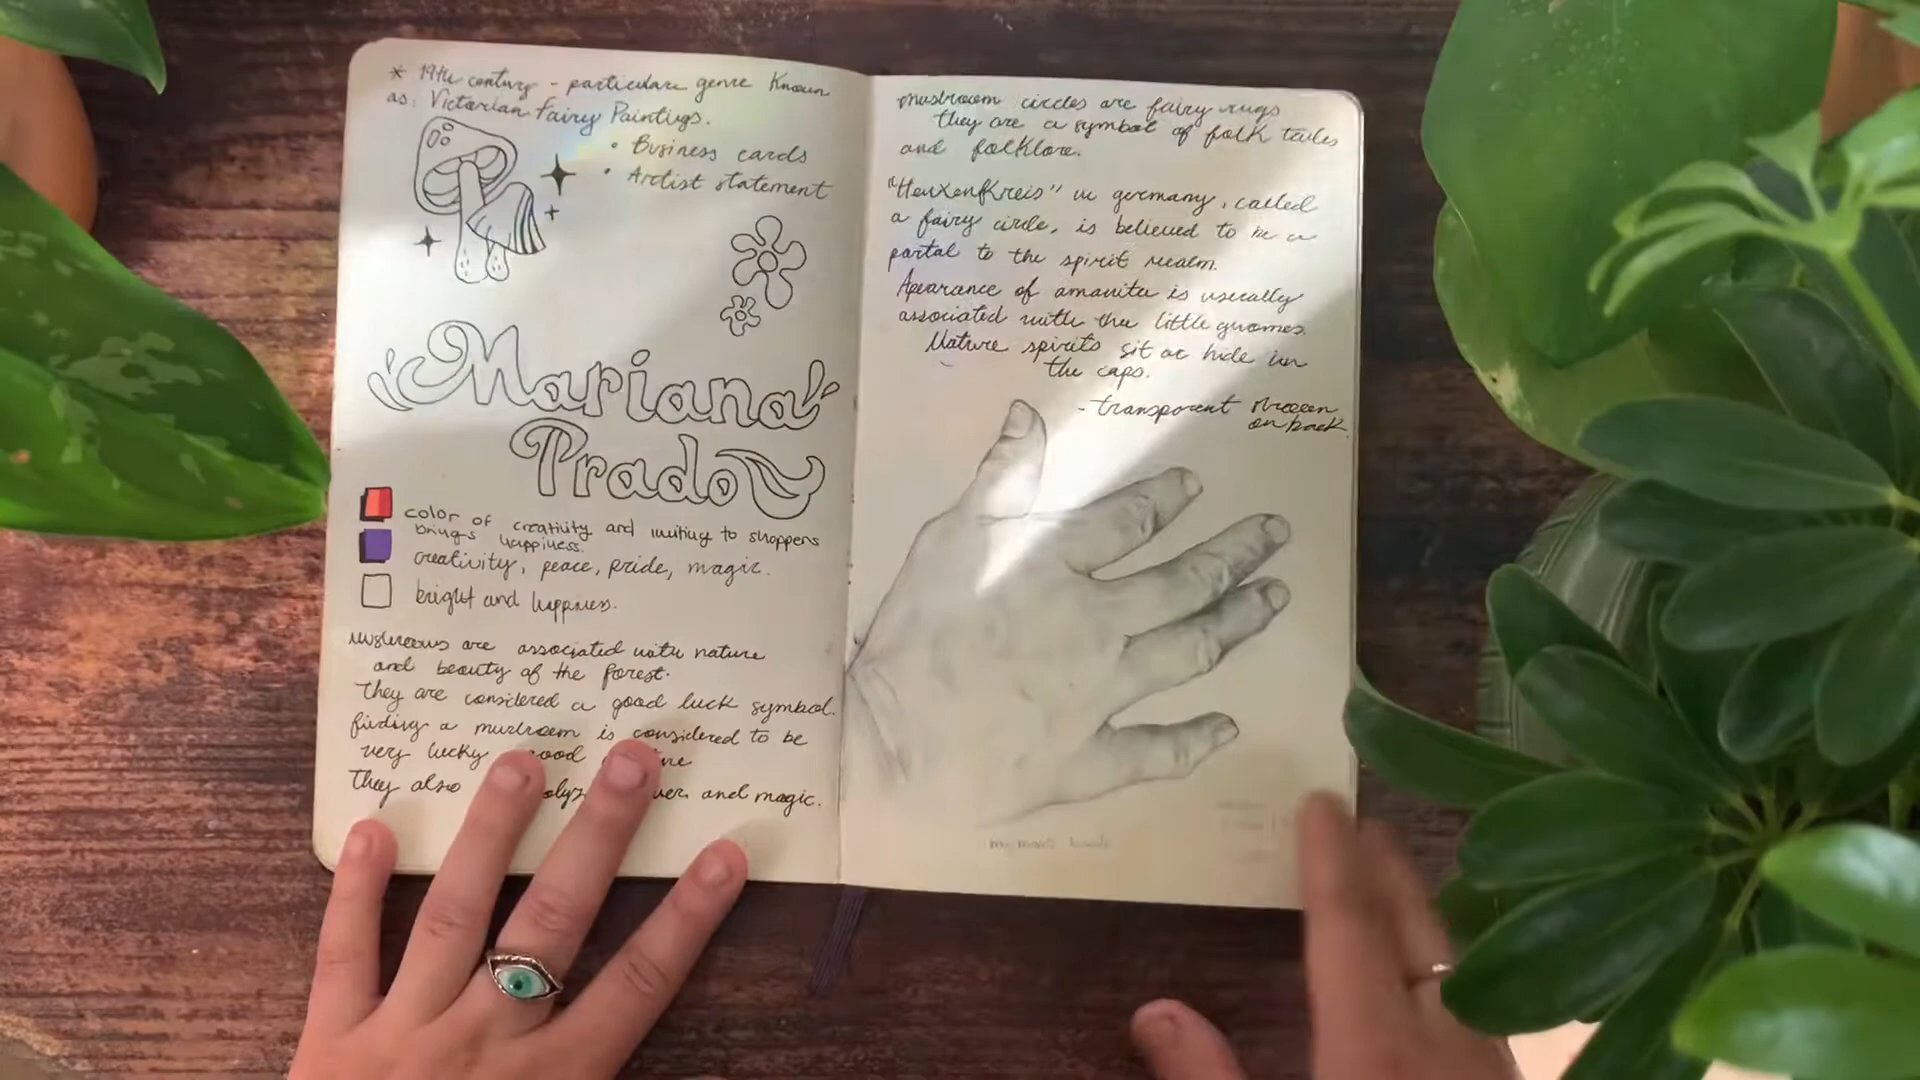 * 19th century - particular genre Known
as: Victorian Fairy Paintings.
• Business cards
• Artist statement
Mariana
Prado
color of creativity and inviting to shoppers
brings happiness.
creativity, peace, pride, magic.
bright and happiness.
mushrooms are associated with nature
and beauty of the forest.
They are considered a good luck symbol.
finding a mushroom is considered to be
very lucky good
They also and magic.
mushroom circles are fairy rugs
they are a symbol of folk tales
and folklore.
"HeuxenKreis" in germany, called
a fairy circle, is believed to be a
portal to the spirit realm.
Apearance of amanita is usually
associated with the little gnomes.
Nature spirits sit or hide in
the caps.
- transparent
on back.